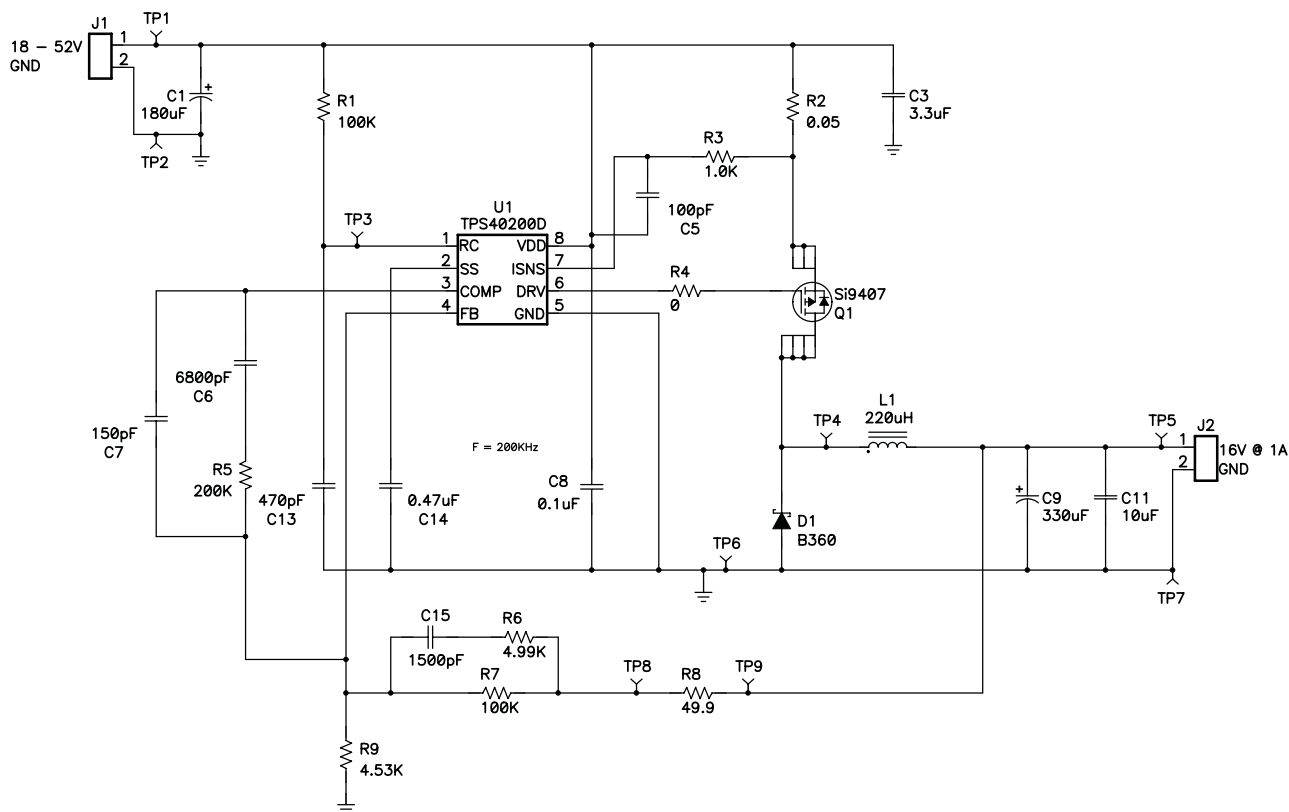 J1
TP1
18 – 52V
GND
1
2
C1
180uF
TP2
R1
100K
R2
0.05
C3
3.3uF
R3
1.0K
100pF
C5
U1
TPS40200D
TP3
1 RC VDD 8
2 SS ISNS 7
3 COMP DRV 6
4 FB GND 5
R4
0
Si9407
Q1
6800pF
C6
150pF
C7
R5
200K
470pF
C13
0.47uF
C14
F = 200KHz
C8
0.1uF
TP4
L1
220uH
TP5
J2
1
2
16V @ 1A
GND
D1
B360
C9
330uF
C11
10uF
TP6
TP7
C15
1500pF
R6
4.99K
R7
100K
TP8
R8
49.9
TP9
R9
4.53K